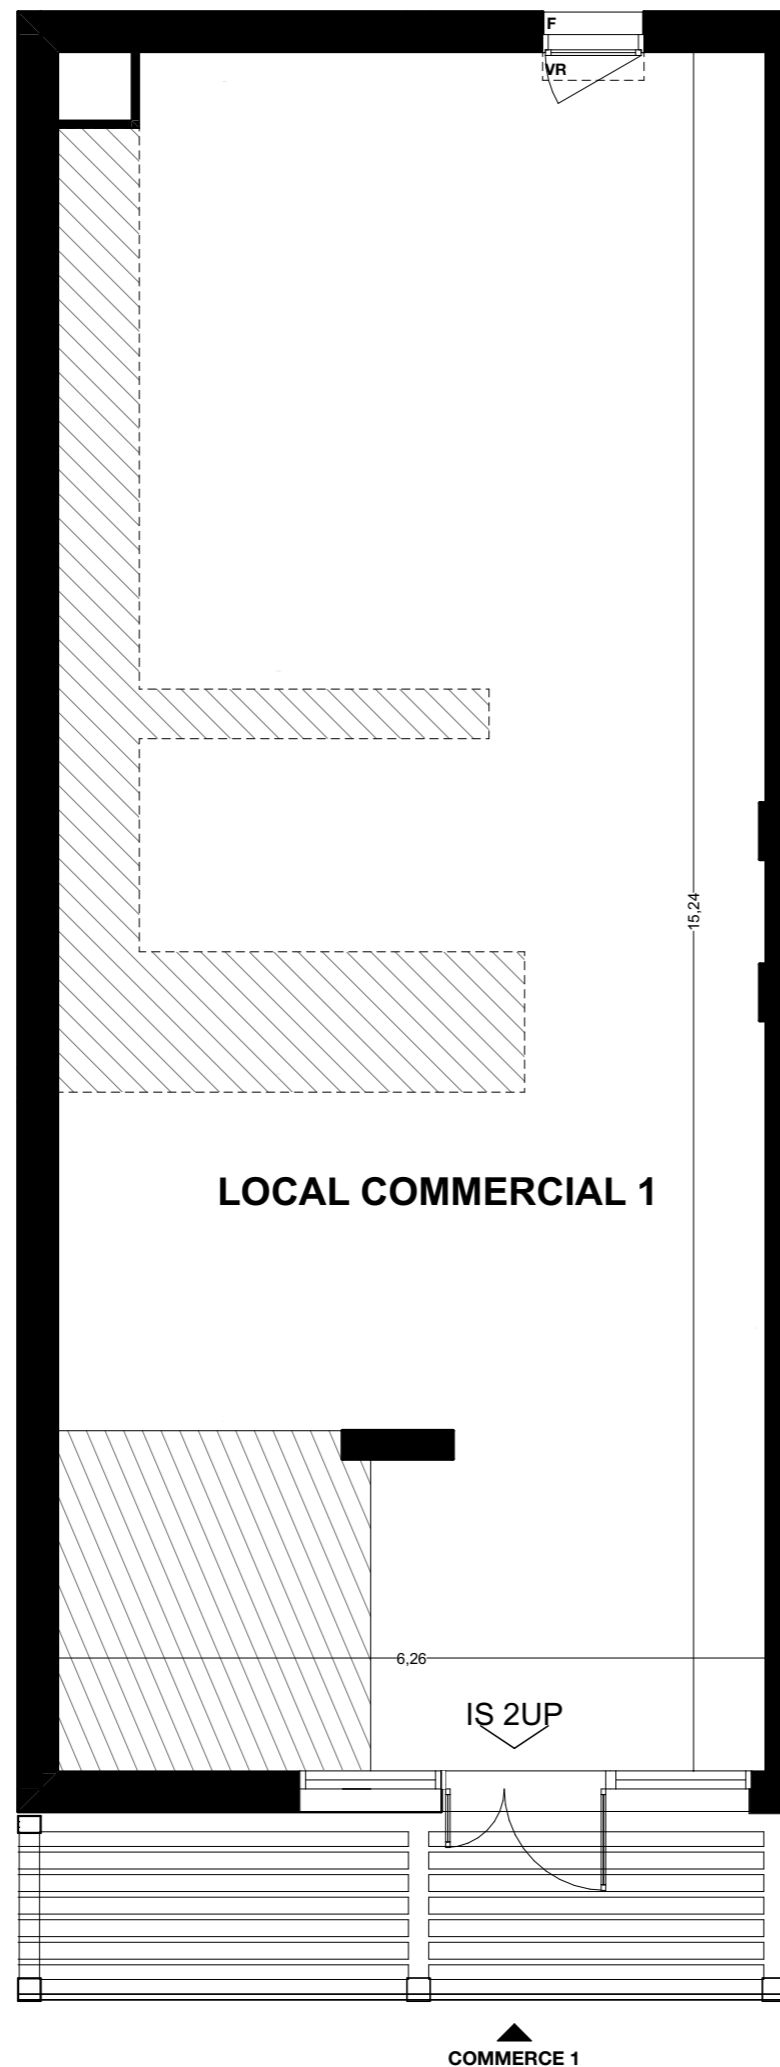 F
VR
15,24
LOCAL COMMERCIAL 1
6,26
IS 2UP
COMMERCE 1